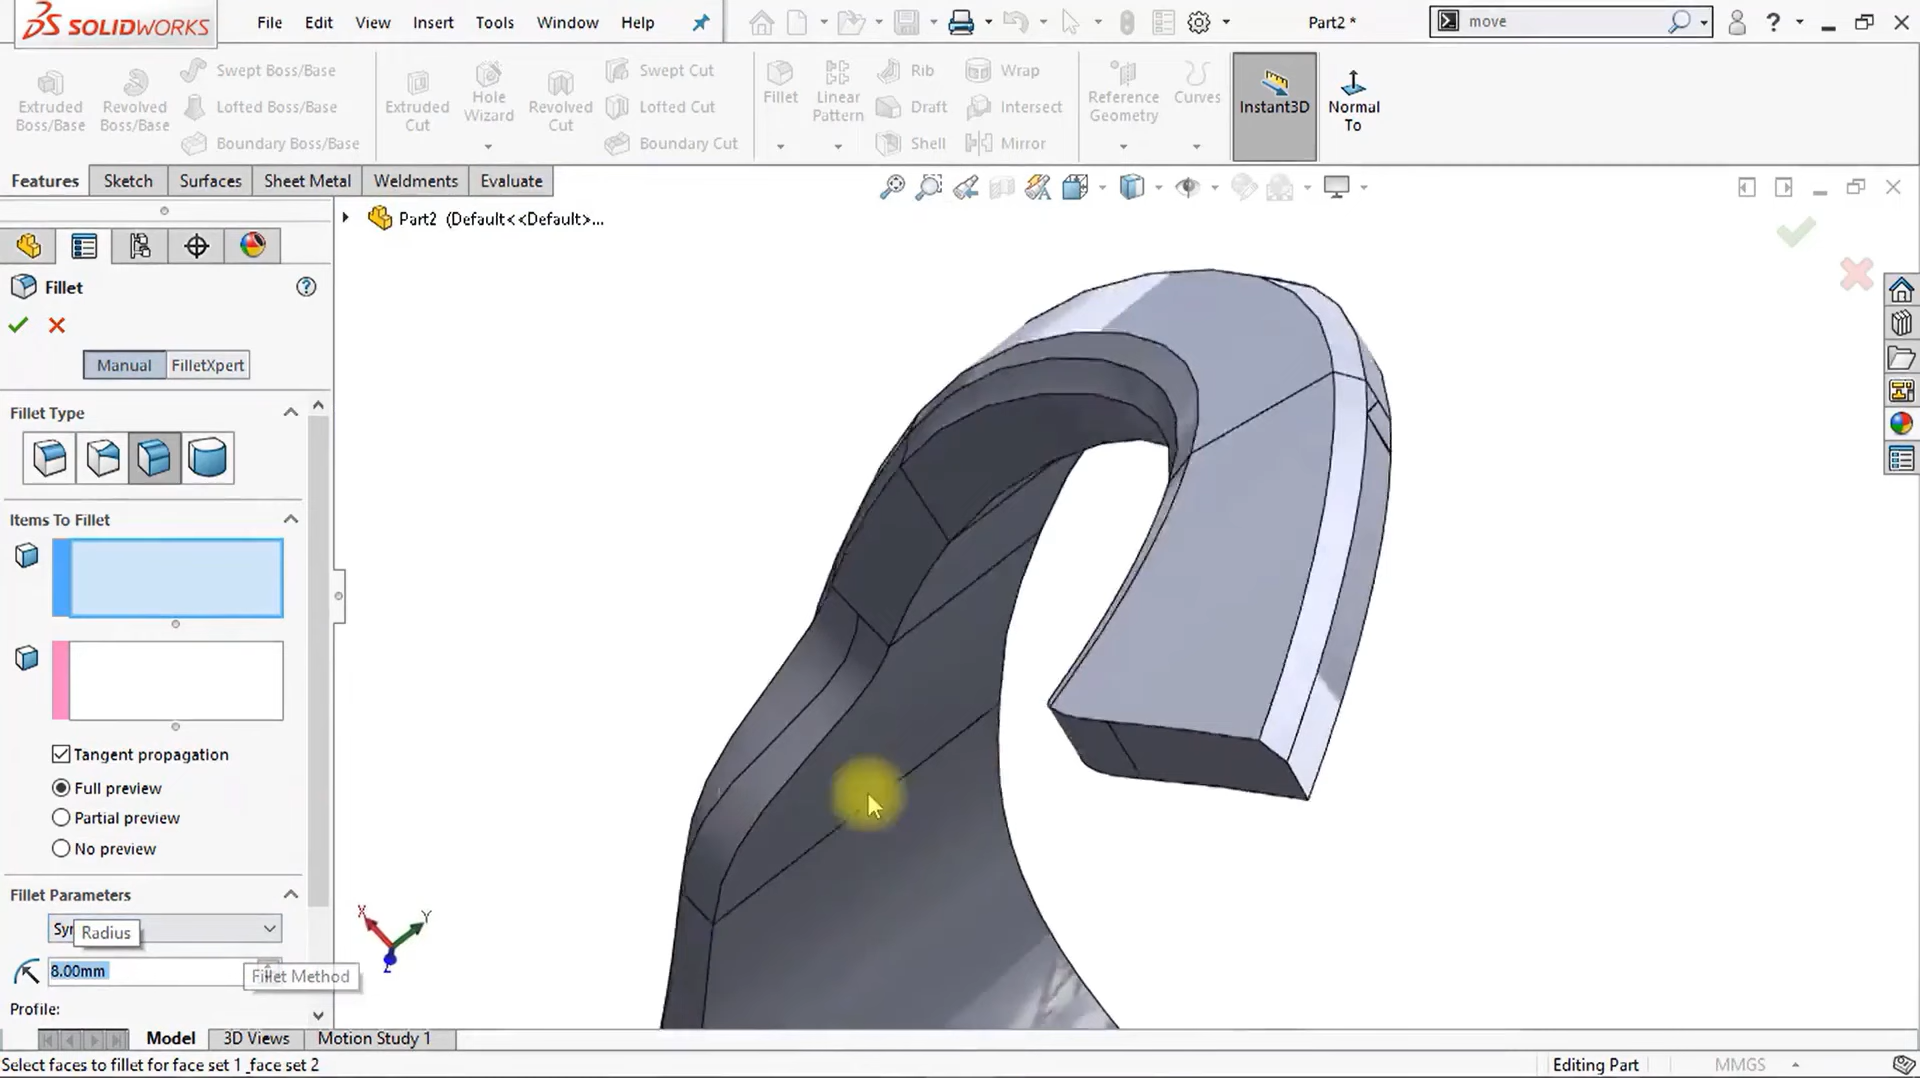 SOLIDWORKS File Edit View Insert Tools Window Help Part2 * move ?
Extruded Boss/Base
Revolved Boss/Base
Swept Boss/Base
Lofted Boss/Base
Boundary Boss/Base
Extruded Cut
Hole Wizard
Revolved Cut
Swept Cut
Lofted Cut
Boundary Cut
Fillet
Linear Pattern
Rib
Draft
Shell
Wrap
Intersect
Mirror
Reference Geometry
Curves
Instant3D
Normal To
Features Sketch Surfaces Sheet Metal Weldments Evaluate
Part2 (Default<<Default>...
Fillet ?
Manual FilletXpert
Fillet Type
Items To Fillet
Tangent propagation
Full preview
Partial preview
No preview
Fillet Parameters
Radius
8.00mm
Fillet Method
Profile:
X Y Z
Model 3D Views Motion Study 1
Select faces to fillet for face set 1 _face set 2 Editing Part MMGS